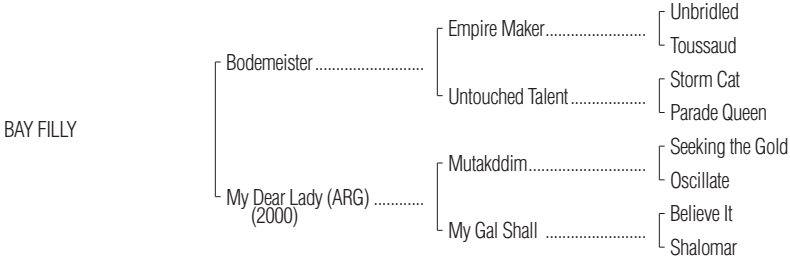 Unbridled
Empire Maker.......................
Toussaud
Bodemeister..........................
Storm Cat
Untouched Talent..................
Parade Queen
BAY FILLY
Seeking the Gold
Mutakddim............................
Oscillate
My Dear Lady (ARG) ............
(2000)
Believe It
My Gal Shall ........................
Shalomar